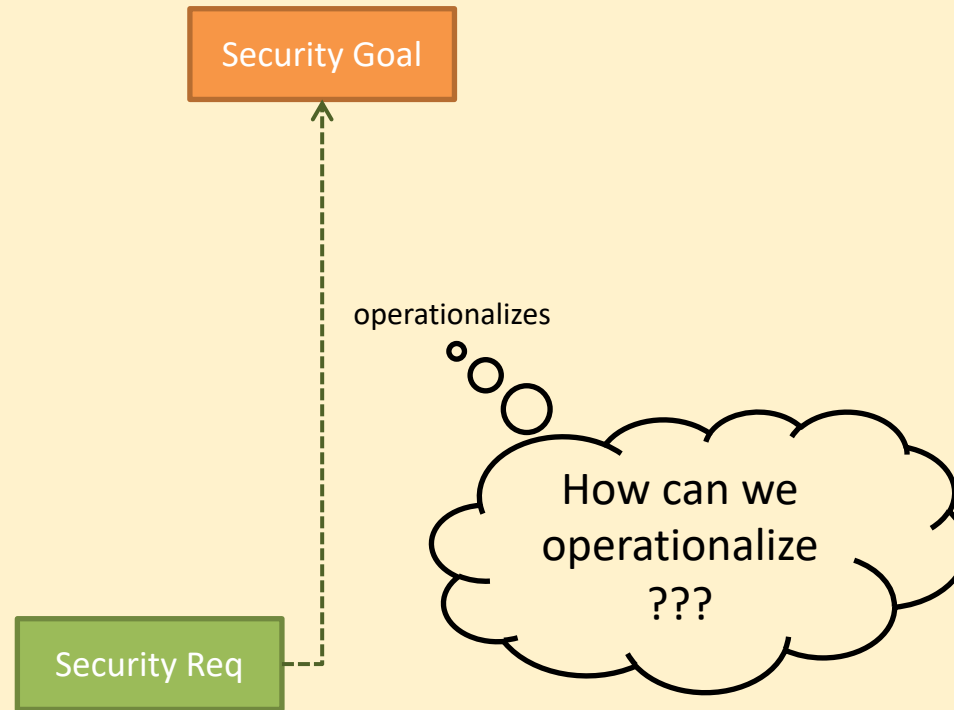 Security Goal
operationalizes
How can we
operationalize
???
Security Req